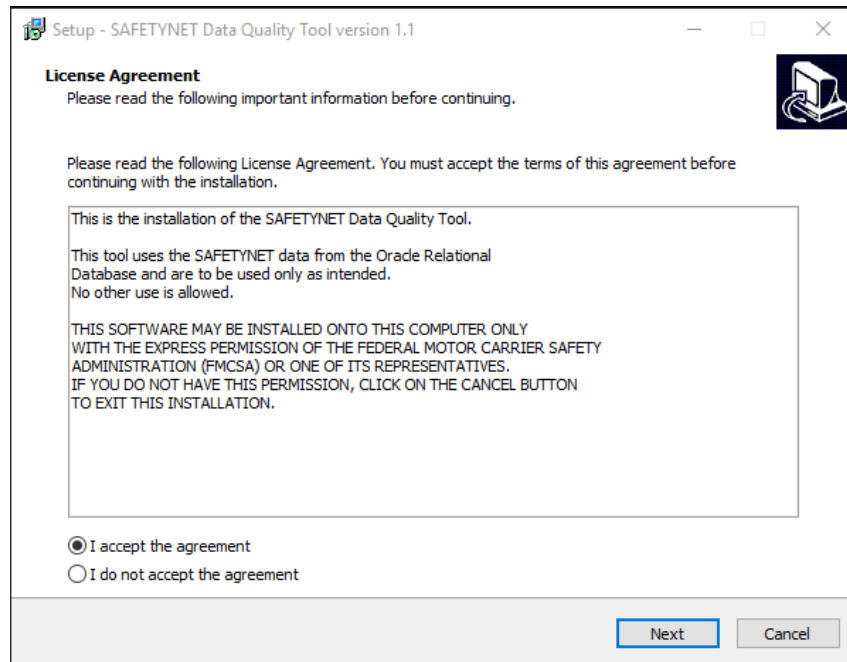 Setup - SAFETYNET Data Quality Tool version 1.1
License Agreement
Please read the following important information before continuing.
Please read the following License Agreement. You must accept the terms of this agreement before
continuing with the installation.
This is the installation of the SAFETYNET Data Quality Tool.
This tool uses the SAFETYNET data from the Oracle Relational
Database and are to be used only as intended.
No other use is allowed.
THIS SOFTWARE MAY BE INSTALLED ONTO THIS COMPUTER ONLY
WITH THE EXPRESS PERMISSION OF THE FEDERAL MOTOR CARRIER SAFETY
ADMINISTRATION (FMCSA) OR ONE OF ITS REPRESENTATIVES.
IF YOU DO NOT HAVE THIS PERMISSION, CLICK ON THE CANCEL BUTTON
TO EXIT THIS INSTALLATION.
I accept the agreement
I do not accept the agreement
Next
Cancel